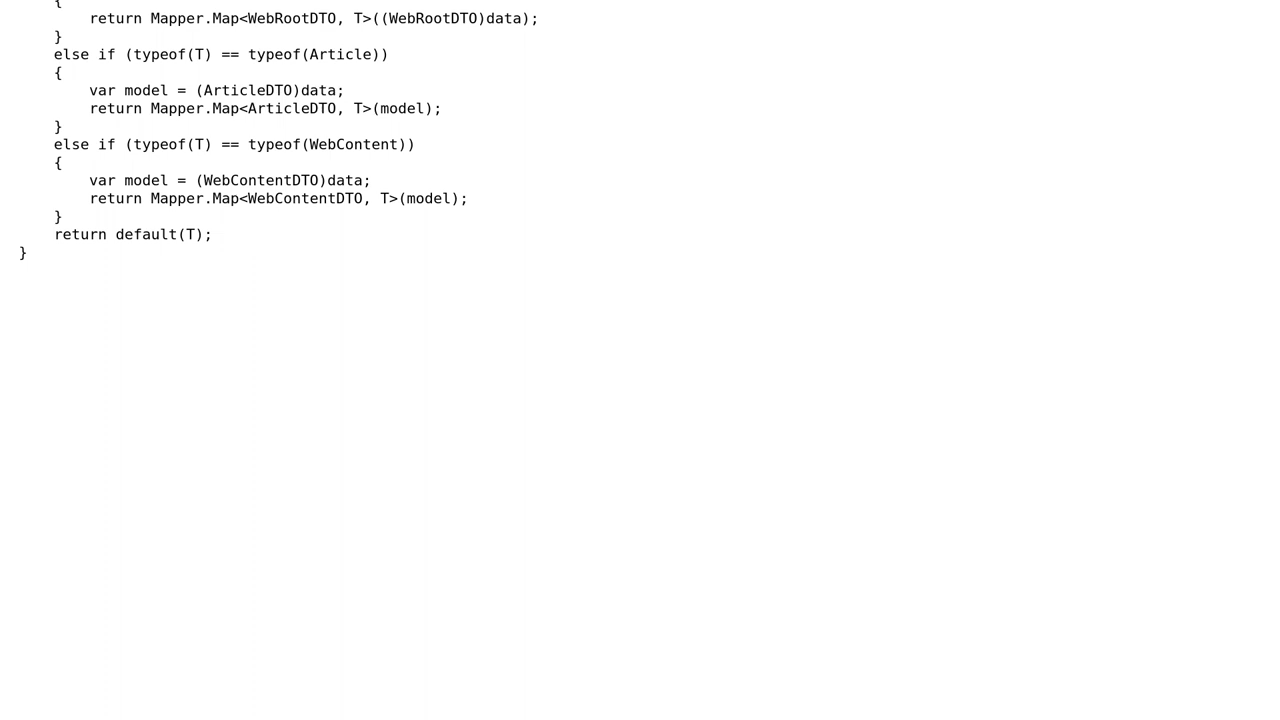 {
return Mapper.Map<WebRootDTO, T>((WebRootDTO)data);
}
else if (typeof(T) == typeof(Article))
{
var model = (ArticleDTO)data;
return Mapper.Map<ArticleDTO, T>(model);
}
else if (typeof(T) == typeof(WebContent))
{
var model = (WebContentDTO)data;
return Mapper.Map<WebContentDTO, T>(model);
}
return default(T);
}